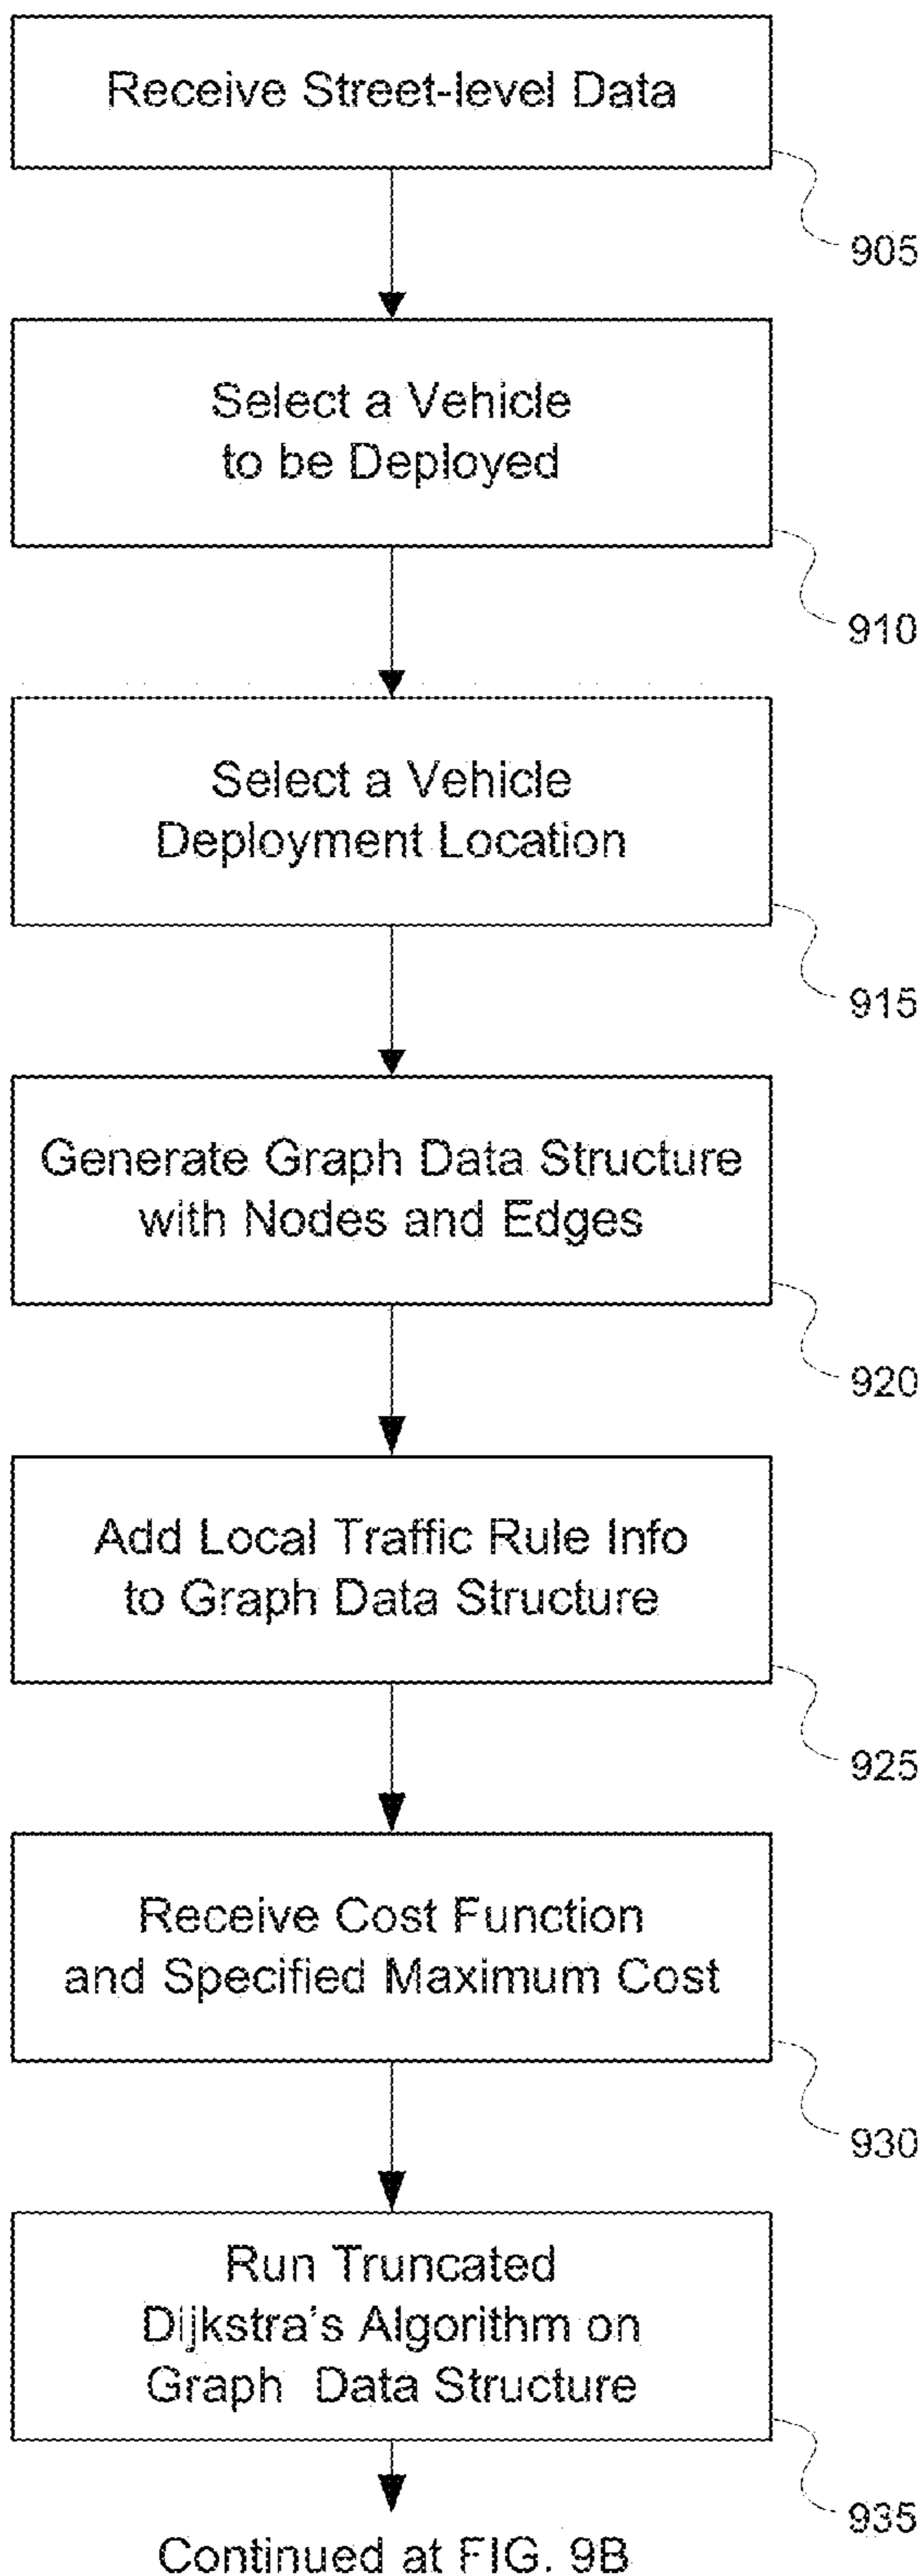 Receive Street-level Data
905
Select a Vehicle
to be Deployed
910
Select a Vehicle
Deployment Location
915
Generate Graph Data Structure
with Nodes and Edges
920
Add Local Traffic Rule Info
to Graph Data Structure
925
Receive Cost Function
and Specified Maximum Cost
930
Run Truncated
Dijkstra's Algorithm on
Graph Data Structure
935
Continued at FIG. 9B